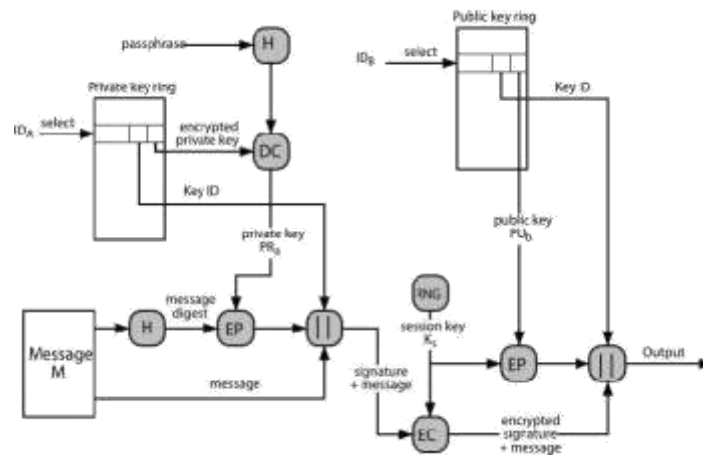 Public key ring
passphrase
H
ID_B
select
Key ID
Private key ring
ID_A
select
encrypted
private key
DC
Key ID
private key
PR_a
public key
PU_b
RNG
session key
K_s
message
digest
H
EP
||
EP
||
Output
Message
M
message
signature
+ message
EC
encrypted
signature
+ message